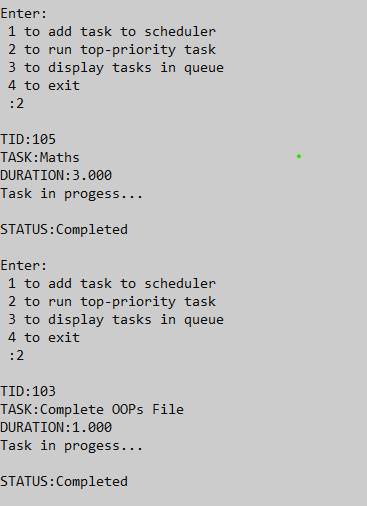 Enter:
1 to add task to scheduler
2 to run top-priority task
3 to display tasks in queue
4 to exit
:2
TID:105
TASK:Maths
DURATION:3.000
Task in progess...
STATUS:Completed
Enter:
1 to add task to scheduler
2 to run top-priority task
3 to display tasks in queue
4 to exit
:2
TID:103
TASK:Complete OOPs File
DURATION:1.000
Task in progess...
STATUS:Completed